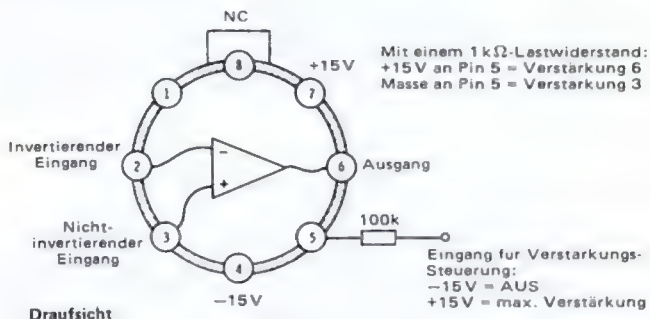 NC
+15V
Mit einem 1kΩ-Lastwiderstand:
+15V an Pin 5 = Verstärkung 6
Masse an Pin 5 = Verstarkung 3
8
1
7
Invertierender
Eingang
2
−
+
6
Ausgang
Nicht-
invertierender
Eingang
3
5
100k
4
−15V
Eingang fur Verstarkungs-
Steuerung:
−15V = AUS
+15V = max. Verstärkung
Draufsicht